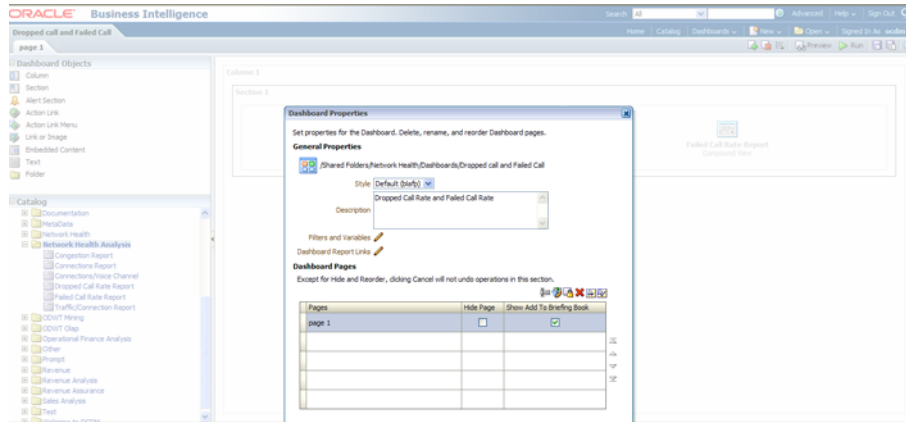 ORACLE Business Intelligence
Search All Advanced Help Sign Out
Dropped call and Failed Call
Home Catalog Dashboards New Open Signed In As
page 1
Preview Run
Dashboard Objects
Column
Section
Alert Section
Action Link
Action Link Menu
Link or Image
Embedded Content
Text
Folder
Catalog
Documentation
MetaData
Network Health
Network Health Analysis
Congestion Report
Connections Report
Connections/Voice Channel
Dropped Call Rate Report
Failed Call Rate Report
Traffic/Connection Report
ODWT Mining
ODWT Olap
Operational Finance Analysis
Other
Prompt
Revenue
Revenue Analysis
Revenue Assurance
Sales Analysis
Test
Column 1
Section 1
Failed Call Rate Report
Compound View
Dashboard Properties
Set properties for the Dashboard. Delete, rename, and reorder Dashboard pages.
General Properties
/Shared Folders/Network Health/Dashboards/Dropped call and Failed Call
Style Default (blafp)
Description Dropped Call Rate and Failed Call Rate
Filters and Variables
Dashboard Report Links
Dashboard Pages
Except for Hide and Reorder, clicking Cancel will not undo operations in this section.
Pages Hide Page Show Add To Briefing Book
page 1